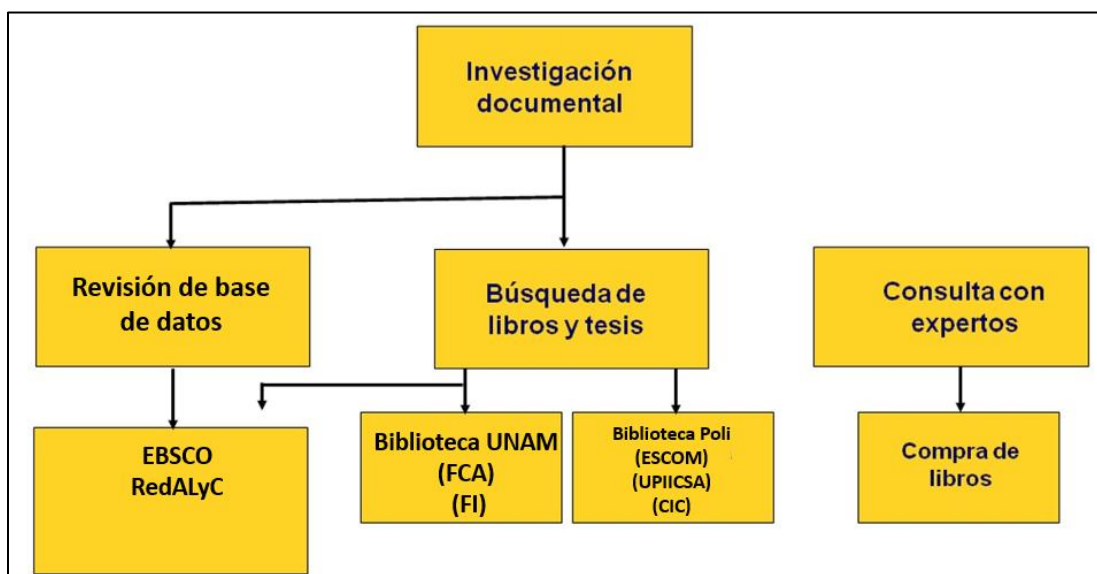 Investigación
documental
Revisión de base
de datos
Búsqueda de
libros y tesis
Consulta con
expertos
EBSCO
RedALyC
Biblioteca UNAM
(FCA)
(FI)
Biblioteca Poli
(ESCOM)
(UPIICSA)
(CIC)
Compra de
libros